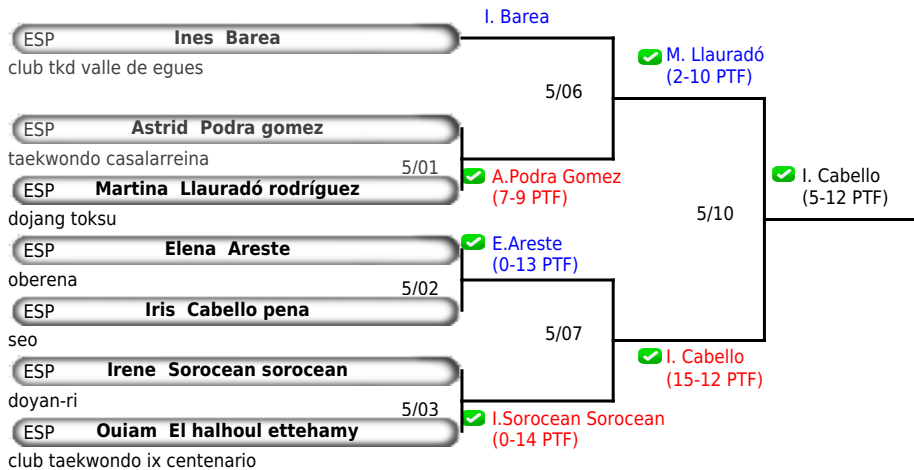 I. Barea
ESP Ines Barea
club tkd valle de egues
M. Llauradó
(2-10 PTF)
5/06
ESP Astrid Podra gomez
taekwondo casalarreina
5/01
A.Podra Gomez
(7-9 PTF)
I. Cabello
(5-12 PTF)
ESP Martina Llauradó rodríguez
dojang toksu
5/10
ESP Elena Areste
oberena
E.Areste
(0-13 PTF)
5/02
ESP Iris Cabello pena
seo
5/07
I. Cabello
(15-12 PTF)
ESP Irene Sorocean sorocean
doyan-ri
5/03
I.Sorocean Sorocean
(0-14 PTF)
ESP Ouiam El halhoul ettehamy
club taekwondo ix centenario